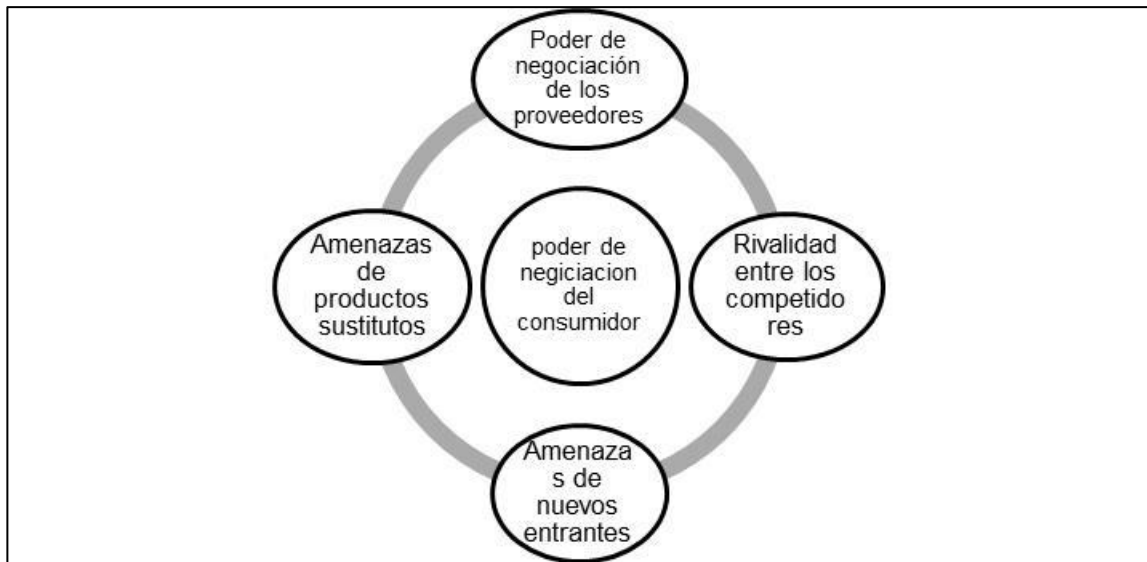 Poder de
negociación
de los
proveedores
Amenazas
de
productos
sustitutos
poder de
negiciacion
del
consumidor
Rivalidad
entre los
competido
res
Amenaza
s de
nuevos
entrantes